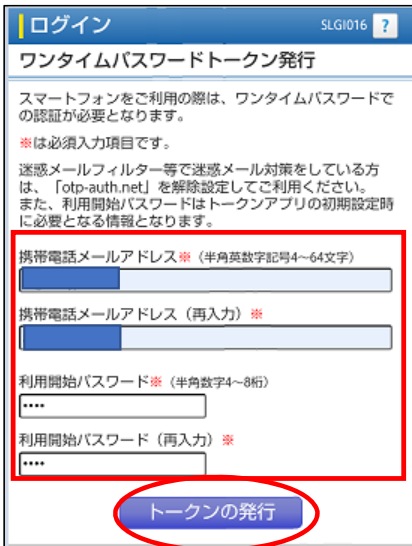 ログイン SLGI016 ?
ワンタイムパスワードトークン発行
スマートフォンをご利用の際は、ワンタイムパスワードで
の認証が必要となります。
※は必須入力項目です。
迷惑メールフィルター等で迷惑メール対策をしている方
は、「otp-auth.net」を解除設定してご利用ください。
また、利用開始パスワードはトークンアプリの初期設定時
に必要となる情報となります。
携帯電話メールアドレス※（半角英数字記号4～64文字）
携帯電話メールアドレス（再入力）※
利用開始パスワード※（半角数字4～8桁）
••••
利用開始パスワード（再入力）※
••••
トークンの発行